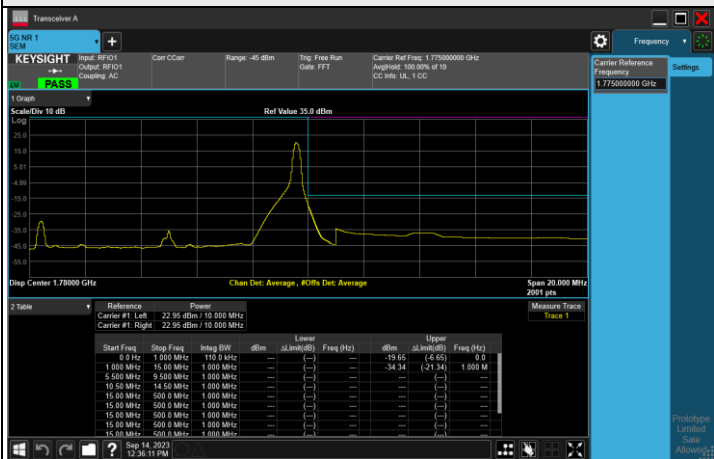 Transceiver A
5G NR 1
SEM
Frequency
KEYSIGHT
Input: RFIO1
Output: RFIO1
Coupling: AC
Corr CCorr
Range: -45 dBm
Trig: Free Run
Gate: FFT
Carrier Ref Freq: 1.775000000 GHz
Avg|Hold: 100.00% of 10
CC Info: UL, 1 CC
PASS
Carrier Reference
Frequency
1.775000000 GHz
Settings
1 Graph
Scale/Div 10 dB
Ref Value 35.0 dBm
Log
25.0
15.0
5.01
-4.99
-15.0
-25.0
-35.0
-45.0
-55.0
Disp Center 1.78000 GHz
Chan Det: Average , #Offs Det: Average
Span 20.000 MHz
2001 pts
2 Table
Reference Power
Carrier #1: Left 22.95 dBm / 10.000 MHz
Carrier #1: Right 22.95 dBm / 10.000 MHz
Measure Trace
Trace 1
Lower Upper
Start Freq Stop Freq Integ BW dBm ΔLimit(dB) Freq (Hz) dBm ΔLimit(dB) Freq (Hz)
0.0 Hz 1.000 MHz 110.0 kHz --- (---) --- -19.65 (-6.65) 0.0
1.000 MHz 15.00 MHz 1.000 MHz --- (---) --- -34.34 (-21.34) 1.000 M
5.500 MHz 9.500 MHz 1.000 MHz --- (---) --- --- (---) ---
10.50 MHz 14.50 MHz 1.000 MHz --- (---) --- --- (---) ---
15.00 MHz 500.0 MHz 1.000 MHz --- (---) --- --- (---) ---
15.00 MHz 500.0 MHz 1.000 MHz --- (---) --- --- (---) ---
15.00 MHz 500.0 MHz 1.000 MHz --- (---) --- --- (---) ---
15.00 MHz 500.0 MHz 1.000 MHz --- (---) --- --- (---) ---
Prototype
Limited
Sale
Allowed
Sep 14, 2023
12:36:11 PM